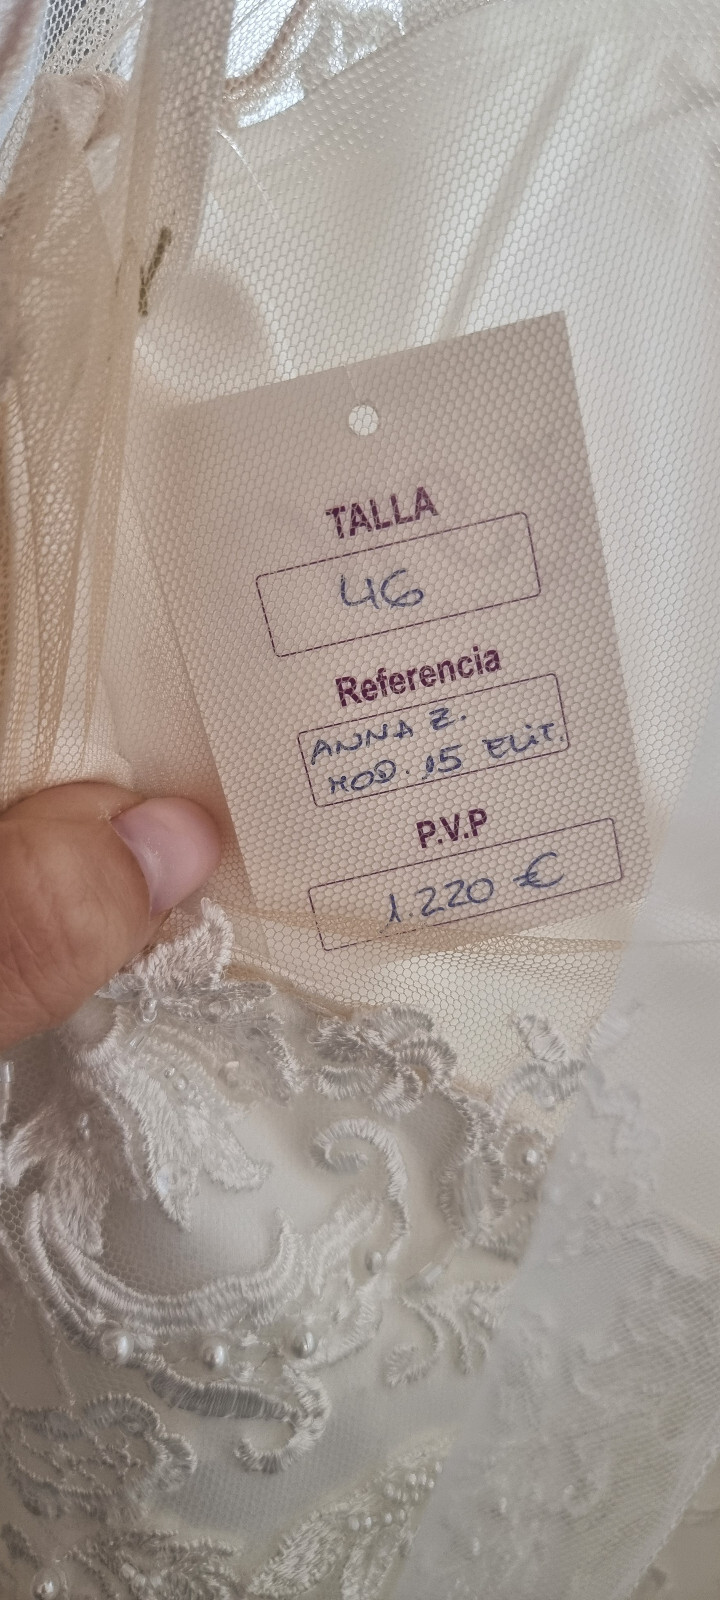 TALLA
46
Referencia
ANNA Z.
MOD. 15 ELIT.
P.V.P
1.220 €